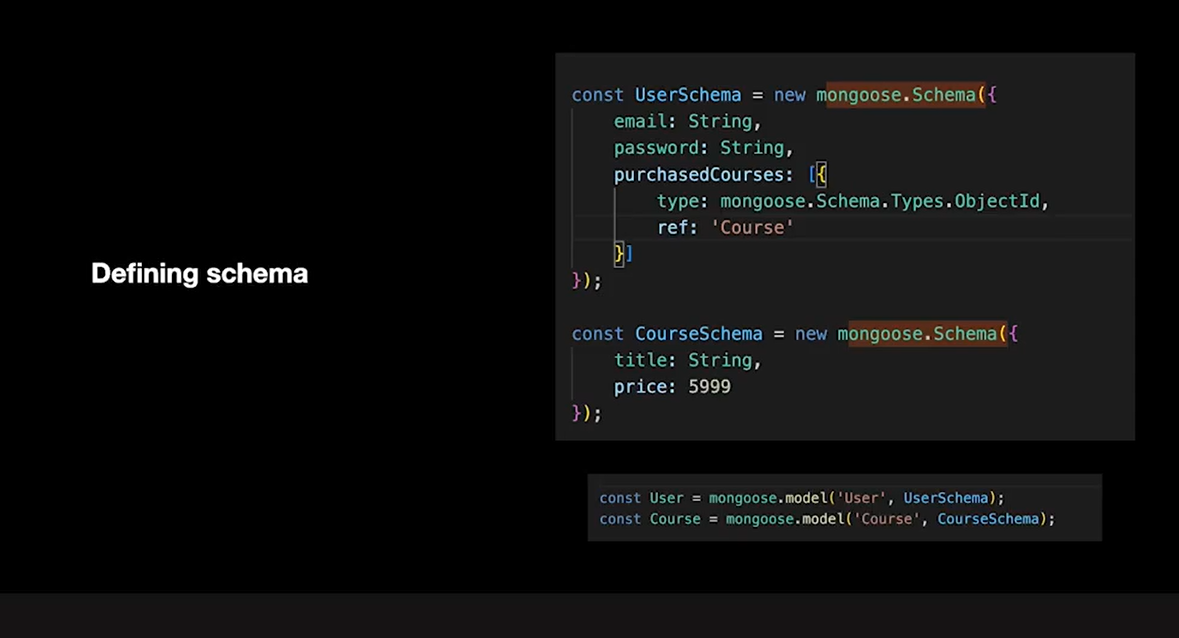 Defining schema
const UserSchema = new mongoose.Schema({
email: String,
password: String,
purchasedCourses: [{
type: mongoose.Schema.Types.ObjectId,
ref: 'Course'
}]
});
const CourseSchema = new mongoose.Schema({
title: String,
price: 5999
});
const User = mongoose.model('User', UserSchema);
const Course = mongoose.model('Course', CourseSchema);